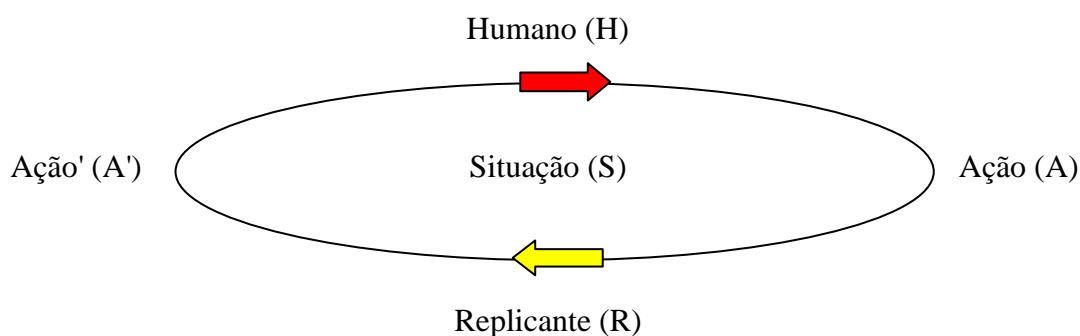 Humano (H)
Ação' (A')
Situação (S)
Ação (A)
Replicante (R)